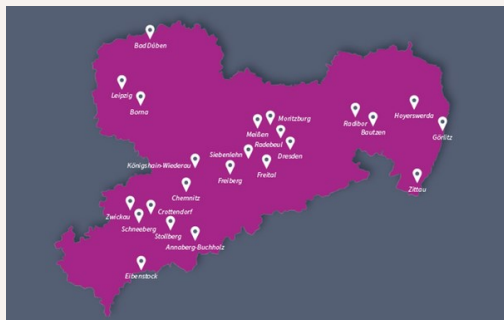 Bad Düben
Leipzig
Borna
Moritzburg
Meißen
Radebeul
Dresden
Siebenlehn
Freital
Freiberg
Königshain-Wiederau
Chemnitz
Radibor
Bautzen
Hoyerswerda
Görlitz
Zittau
Zwickau
Crottendorf
Schneeberg
Stollberg
Annaberg-Buchholz
Eibenstock